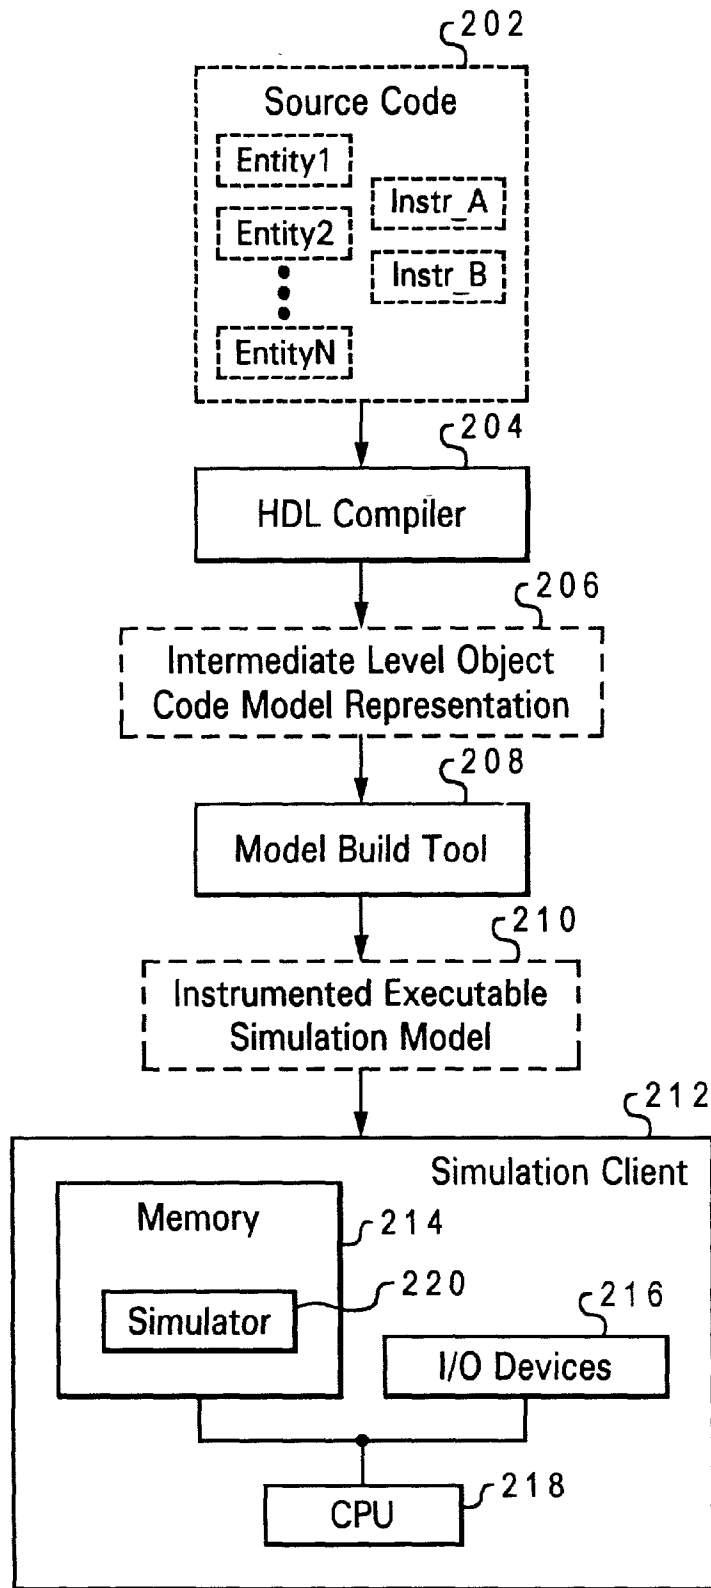 202
Source Code
Entity1
Instr_A
Entity2
Instr_B
EntityN
204
HDL Compiler
206
Intermediate Level Object
Code Model Representation
208
Model Build Tool
210
Instrumented Executable
Simulation Model
212
Simulation Client
Memory
214
220
216
Simulator
I/O Devices
218
CPU